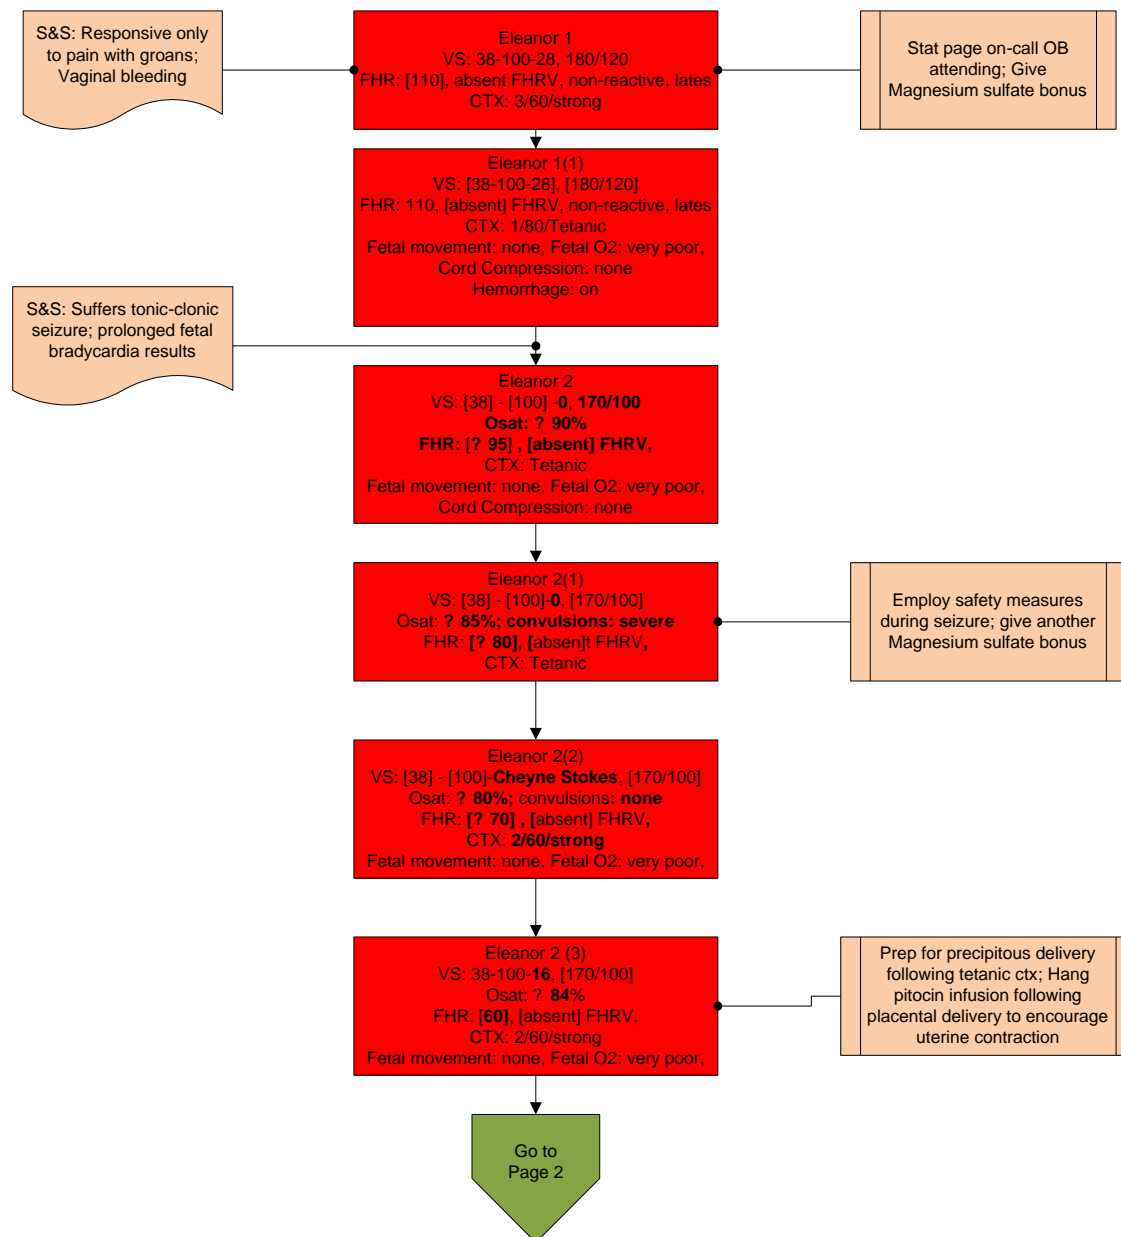 S&S: Responsive only
to pain with groans;
Vaginal bleeding
Eleanor 1
VS: 38-100-28, 180/120
FHR: [110], absent FHRV, non-reactive, lates
CTX: 3/60/strong
Stat page on-call OB
attending; Give
Magnesium sulfate bonus
Eleanor 1(1)
VS: [38-100-28], [180/120]
FHR: 110, [absent] FHRV, non-reactive, lates
CTX: 1/80/Tetanic
Fetal movement: none, Fetal O2: very poor,
Cord Compression: none
Hemorrhage: on
S&S: Suffers tonic-clonic
seizure; prolonged fetal
bradycardia results
Eleanor 2
VS: [38] - [100] -0, 170/100
Osat: ? 90%
FHR: [? 95] , [absent] FHRV,
CTX: Tetanic
Fetal movement: none, Fetal O2: very poor,
Cord Compression: none
Eleanor 2(1)
VS: [38] - [100]-0, [170/100]
Osat: ? 85%; convulsions: severe
FHR: [? 80], [absen]t FHRV,
CTX: Tetanic
Employ safety measures
during seizure; give another
Magnesium sulfate bonus
Eleanor 2(2)
VS: [38] - [100]-Cheyne Stokes, [170/100]
Osat: ? 80%; convulsions: none
FHR: [? 70] , [absent] FHRV,
CTX: 2/60/strong
Fetal movement: none, Fetal O2: very poor,
Eleanor 2 (3)
VS: 38-100-16, [170/100]
Osat: ? 84%
FHR: [60], [absent] FHRV,
CTX: 2/60/strong
Fetal movement: none, Fetal O2: very poor,
Prep for precipitous delivery
following tetanic ctx; Hang
pitocin infusion following
placental delivery to encourage
uterine contraction
Go to
Page 2